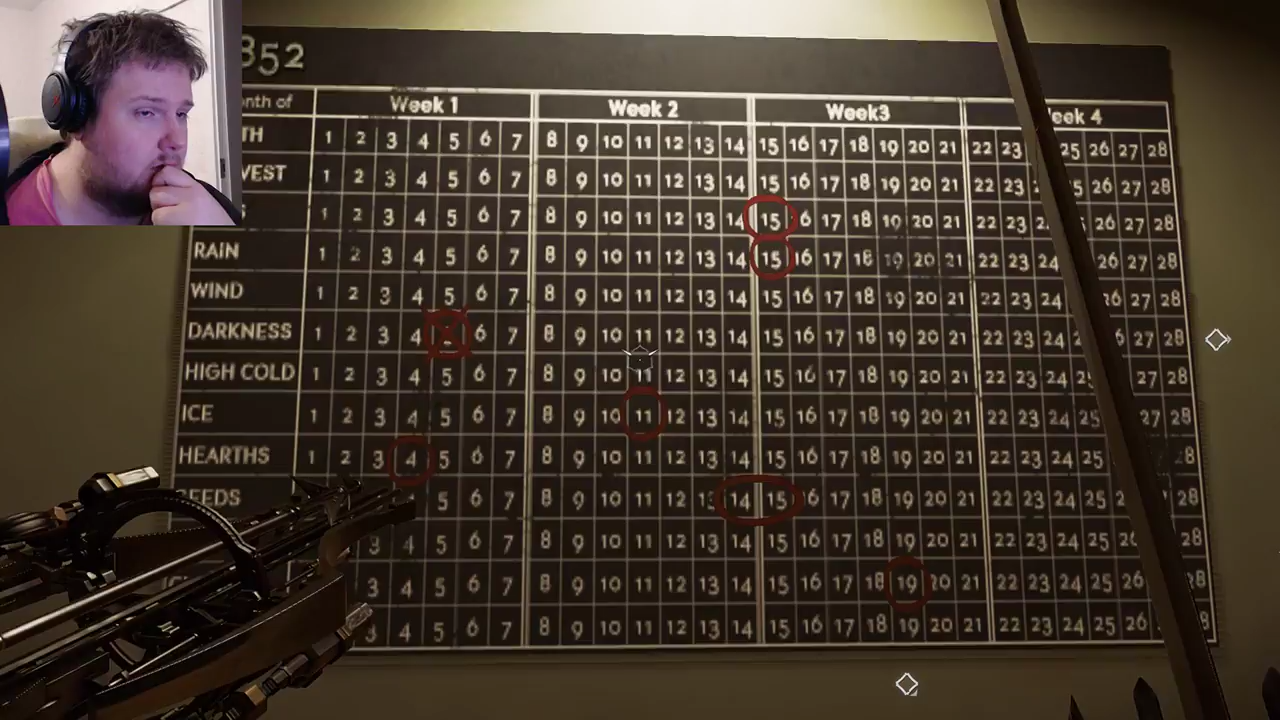 852
onth of Week 1 Week 2 Week3 eek 4
TH 1 2 3 4 5 6 7 8 9 10 11 12 13 14 15 16 17 18 19 20 21 22 23 25 26 27 28
VEST 1 2 3 4 5 6 7 8 9 10 11 12 13 14 15 16 17 18 19 20 21 22 23 25 26 27 28
1 2 3 4 5 6 7 8 9 10 11 12 13 14 15 6 17 18 19 20 21 22 23 26 27 28
RAIN 1 2 3 4 5 6 7 8 9 10 11 12 13 14 15 16 17 18 19 20 21 22 23 24 26 27 28
WIND 1 2 3 4 5 6 7 8 9 10 11 12 13 14 15 16 17 18 19 20 21 22 23 24 26 27 28
DARKNESS 1 2 3 4 6 7 8 9 10 11 12 13 14 15 16 17 18 19 20 21 22 23 24 6 27 28
HIGH COLD 1 2 3 4 5 6 7 8 9 10 11 12 13 14 15 16 17 18 19 20 21 22 23 24 27 28
ICE 1 2 3 4 5 6 7 8 9 10 11 12 13 14 15 16 17 18 19 20 21 22 23 24 25 27 28
HEARTHS 1 2 3 4 5 6 7 8 9 10 11 12 13 14 15 16 17 18 19 20 21 22 23 24 25 28
SEEDS 5 6 7 8 9 10 11 12 13 14 15 16 17 18 19 20 21 22 23 24 25 28
3 4 5 6 7 8 9 10 11 12 13 14 15 16 17 18 19 20 21 22 23 24 25 28
3 4 5 6 7 8 9 10 11 12 13 14 15 16 17 18 19 20 21 22 23 24 25 26 8
3 4 5 6 7 8 9 10 11 12 13 14 15 16 17 18 19 20 21 22 23 24 25 26 8